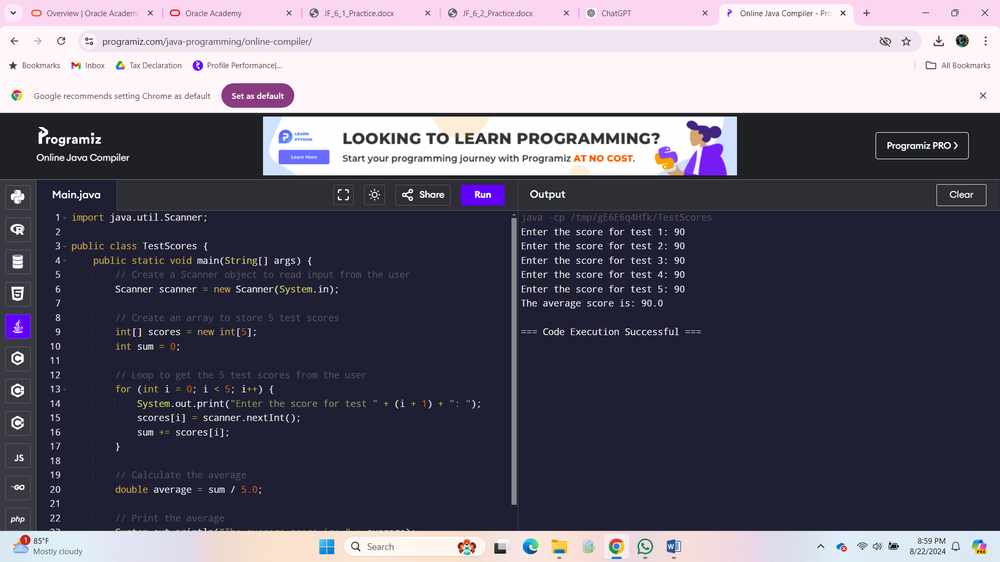 Overview | Oracle Academy
Oracle Academy
JF_6_1_Practice.docx
JF_6_2_Practice.docx
ChatGPT
Online Java Compiler - Pro
programiz.com/java-programming/online-compiler/
Bookmarks
Inbox
Tax Declaration
Profile Performance|...
All Bookmarks
Google recommends setting Chrome as default
Set as default
Programiz
Online Java Compiler
LEARN
PYTHON
Learn More
LOOKING TO LEARN PROGRAMMING?
Start your programming journey with Programiz AT NO COST.
Programiz PRO ❯
Main.java
Share
Run
Output
Clear
1 import java.util.Scanner;
2
3 public class TestScores {
4 public static void main(String[] args) {
5 // Create a Scanner object to read input from the user
6 Scanner scanner = new Scanner(System.in);
7
8 // Create an array to store 5 test scores
9 int[] scores = new int[5];
10 int sum = 0;
11
12 // Loop to get the 5 test scores from the user
13 for (int i = 0; i < 5; i++) {
14 System.out.print("Enter the score for test " + (i + 1) + ": ");
15 scores[i] = scanner.nextInt();
16 sum += scores[i];
17 }
18
19 // Calculate the average
20 double average = sum / 5.0;
21
22 // Print the average
java -cp /tmp/gE6E6q4Hfk/TestScores
Enter the score for test 1: 90
Enter the score for test 2: 90
Enter the score for test 3: 90
Enter the score for test 4: 90
Enter the score for test 5: 90
The average score is: 90.0
=== Code Execution Successful ===
JS
GO
php
1
85°F
Mostly cloudy
Search
8:59 PM
8/22/2024
PRE